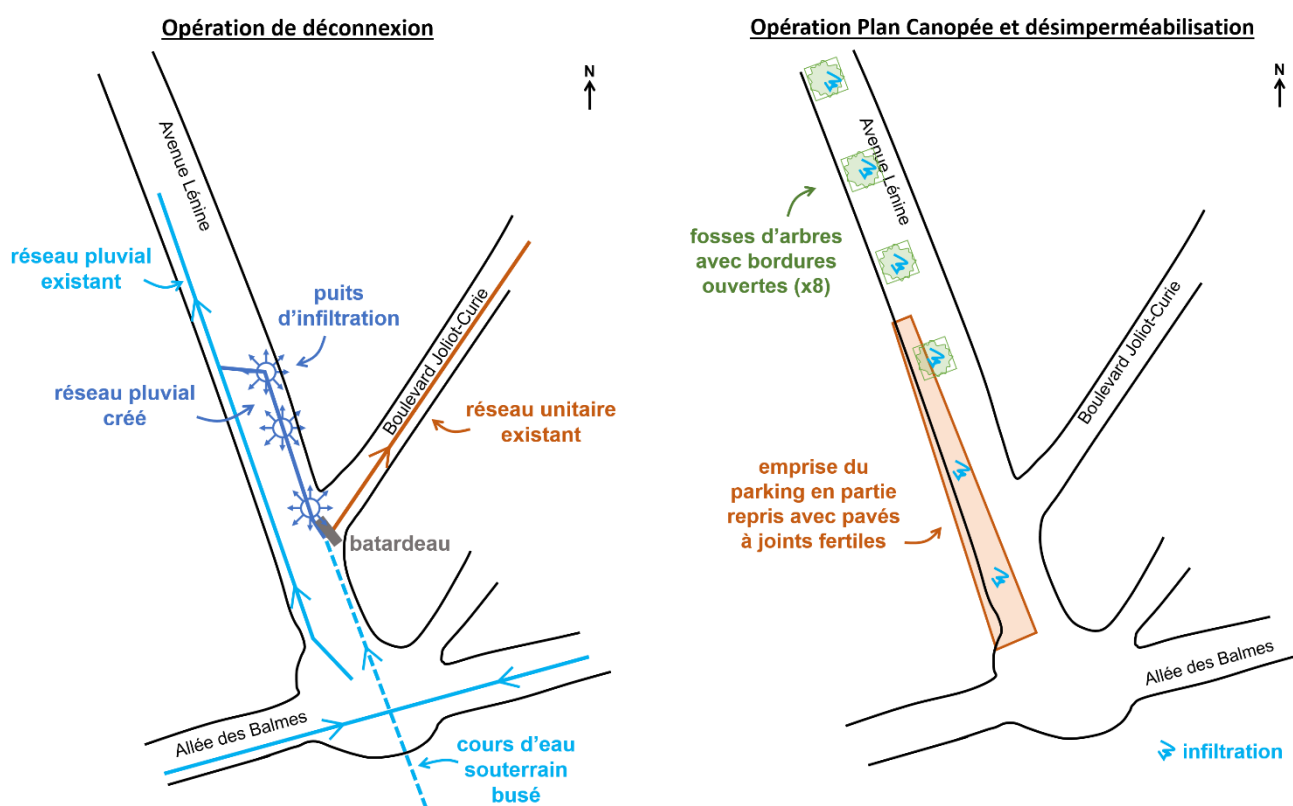 Opération de déconnexion
N
Avenue Lénine
réseau pluvial
existant
puits
d’infiltration
réseau pluvial
créé
Boulevard Joliot-Curie
réseau unitaire
existant
batardeau
Allée des Balmes
cours d’eau
souterrain
busé
Opération Plan Canopée et désimperméabilisation
N
Avenue Lénine
fosses d’arbres
avec bordures
ouvertes (x8)
Boulevard Joliot-Curie
emprise du
parking en partie
repris avec pavés
à joints fertiles
Allée des Balmes
infiltration